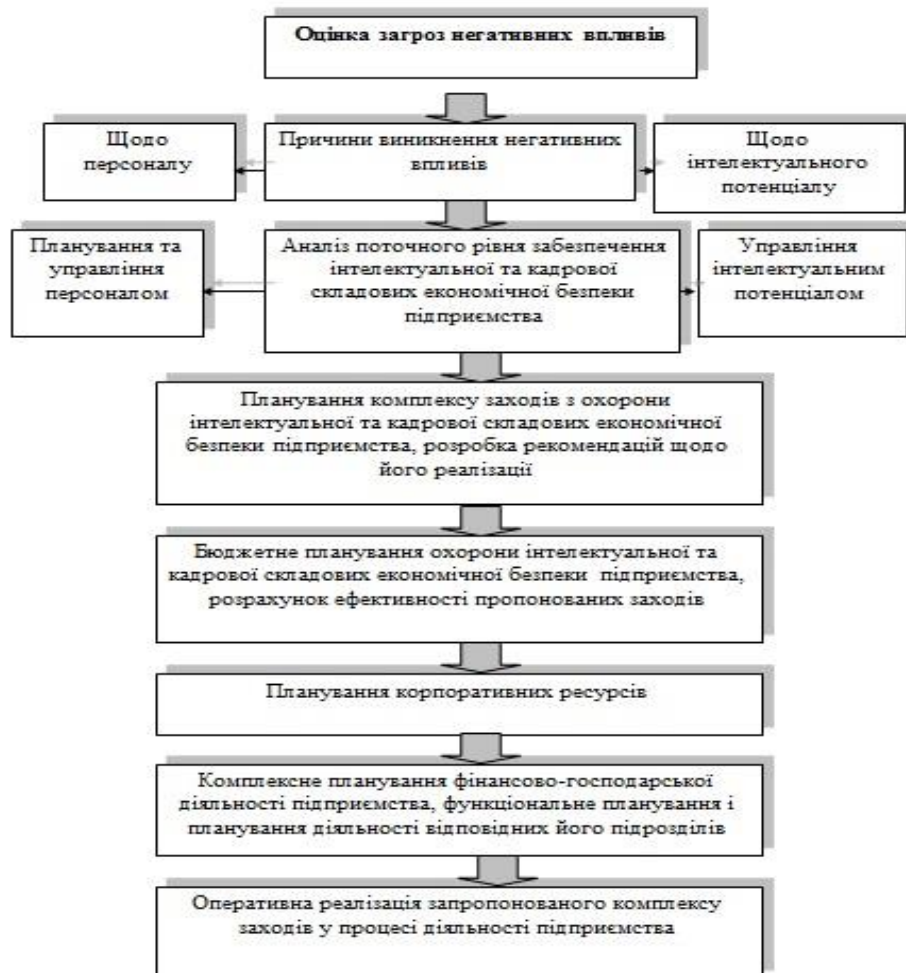 Оцінка загроз негативних впливів
Щодо
персоналу
Причини виникнення негативних
впливів
Щодо
інтелектуального
потенціалу
Планування та
управління
персоналом
Аналіз поточного рівня забезпечення
інтелектуальної та кадрової
складових економічної безпеки
підприємства
Управління
інтелектуальним
потенціалом
Планування комплексу заходів з охорони
інтелектуальної та кадрової складових економічної
безпеки підприємства, розробка рекомендацій щодо
його реалізації
Бюджетне планування охорони інтелектуальної та
кадрової складових економічної безпеки підприємства,
розрахунок ефективності пропонованих заходів
Планування корпоративних ресурсів
Комплексне планування фінансово-господарської
діяльності підприємства, функціональне планування і
планування діяльності відповідних його підрозділів
Оперативна реалізація запропонованого комплексу
заходів у процесі діяльності підприємства